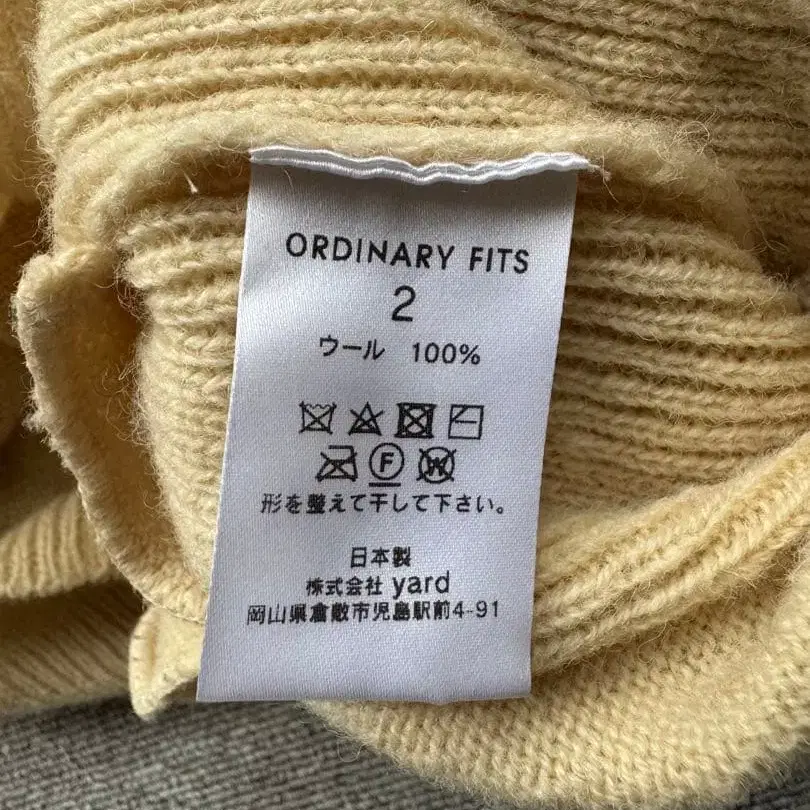 ORDINARY FITS
2
ウール 100%
F W
形を整えて干して下さい。
日本製
株式会社 yard
岡山県倉敷市児島駅前4-91